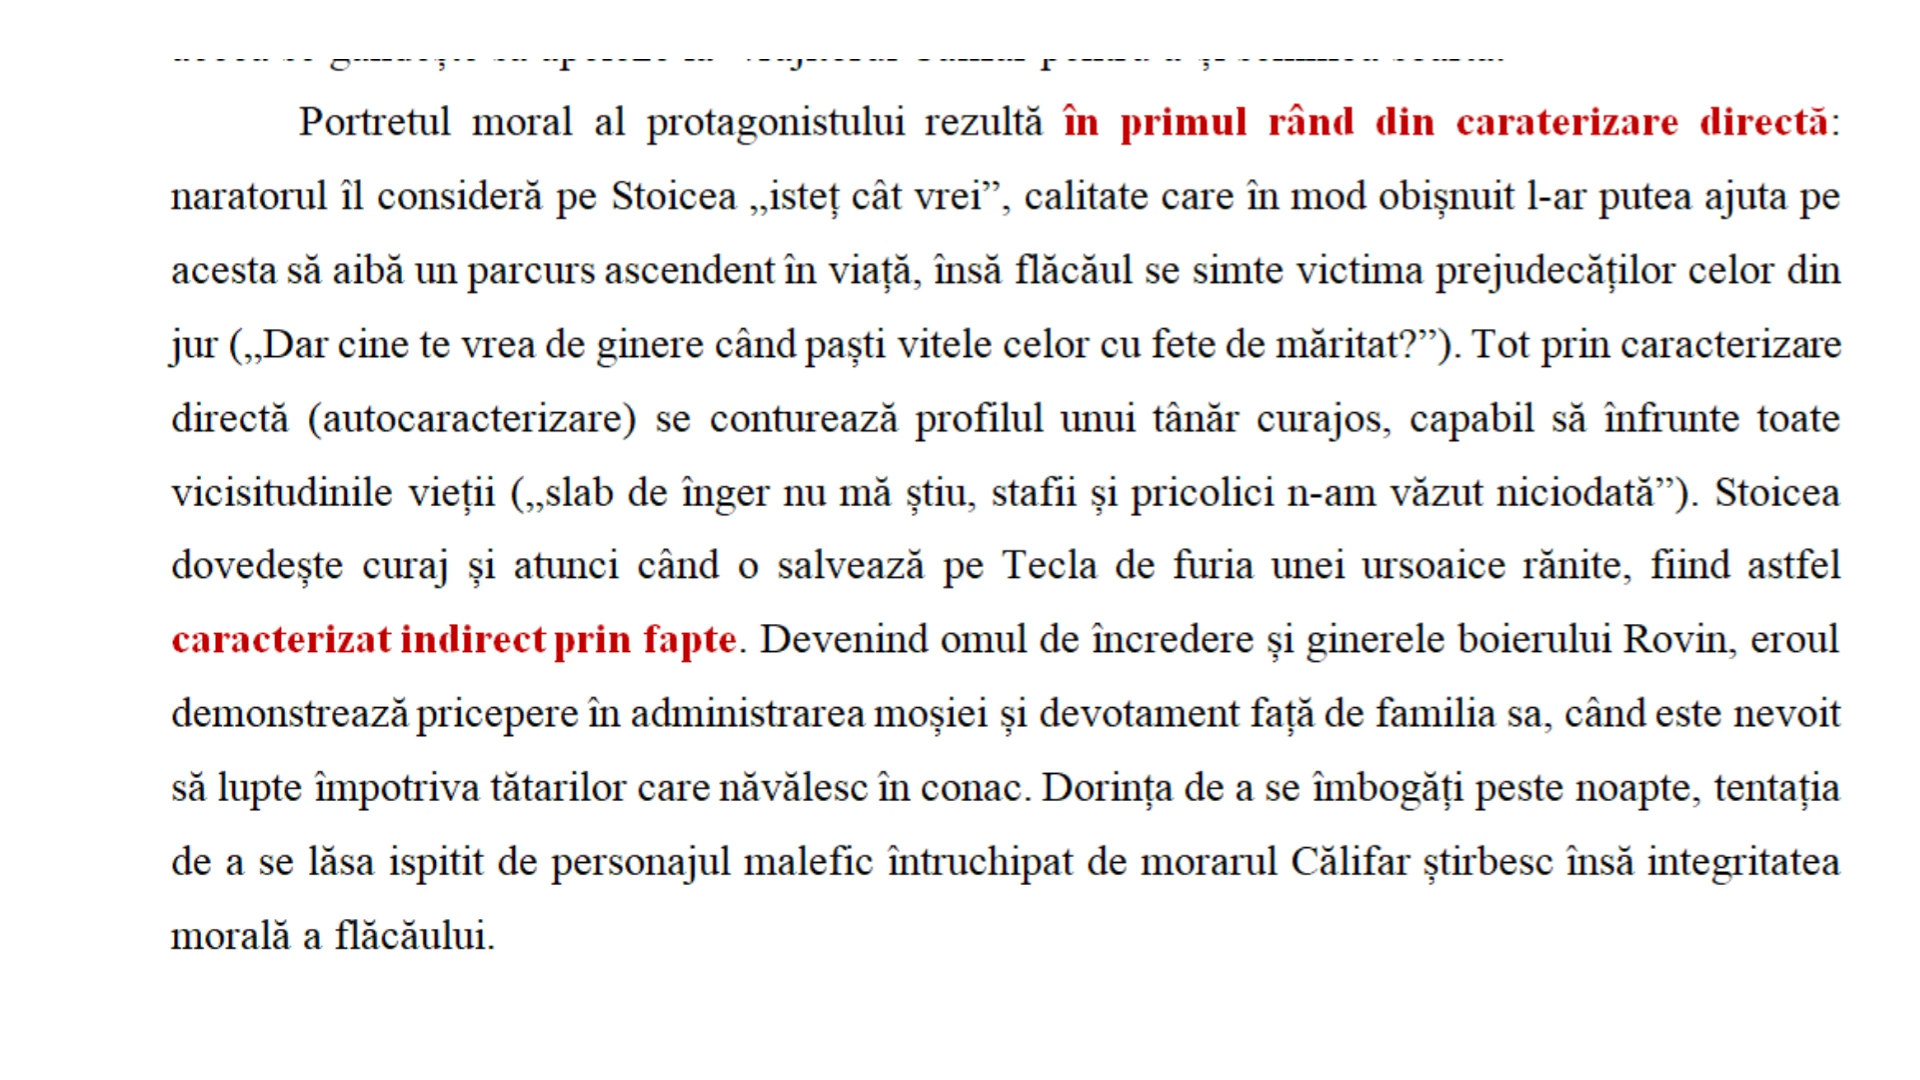 Portretul moral al protagonistului rezultă în primul rând din caraterizare directă:
naratorul îl consideră pe Stoicea „isteț cât vrei”, calitate care în mod obișnuit l-ar putea ajuta pe
acesta să aibă un parcurs ascendent în viață, însă flăcăul se simte victima prejudecăților celor din
jur („Dar cine te vrea de ginere când paști vitele celor cu fete de măritat?”). Tot prin caracterizare
directă (autocaracterizare) se conturează profilul unui tânăr curajos, capabil să înfrunte toate
vicisitudinile vieții („slab de înger nu mă știu, stafii și pricolici n-am văzut niciodată”). Stoicea
dovedește curaj și atunci când o salvează pe Tecla de furia unei ursoaice rănite, fiind astfel
caracterizat indirect prin fapte. Devenind omul de încredere și ginerele boierului Rovin, eroul
demonstrează pricepere în administrarea moșiei și devotament față de familia sa, când este nevoit
să lupte împotriva tătarilor care năvălesc în conac. Dorința de a se îmbogăți peste noapte, tentația
de a se lăsa ispitit de personajul malefic întruchipat de morarul Călifar știrbesc însă integritatea
morală a flăcăului.